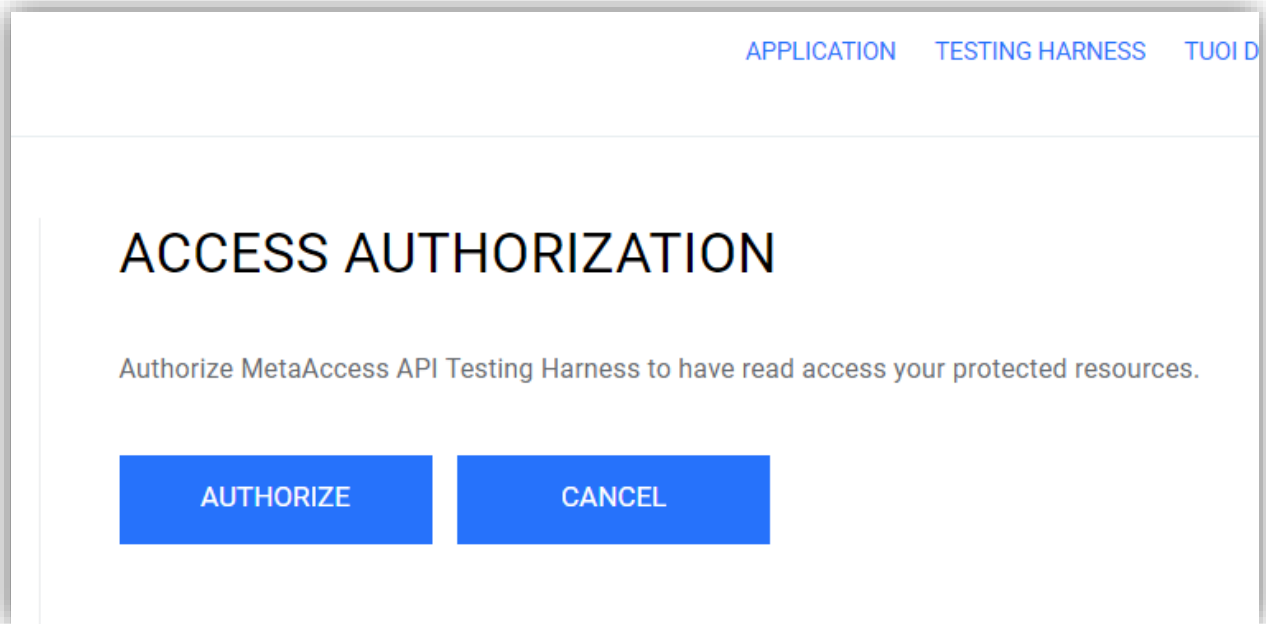 APPLICATION TESTING HARNESS TUOI D
ACCESS AUTHORIZATION
Authorize MetaAccess API Testing Harness to have read access your protected resources.
AUTHORIZE CANCEL